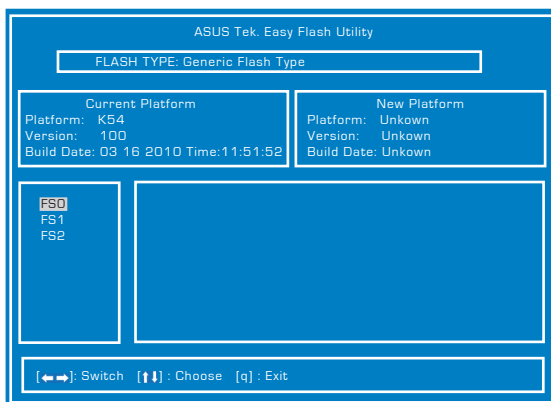 ASUS Tek. Easy Flash Utility
FLASH TYPE: Generic Flash Type
Current Platform
Platform: K54
Version: 100
Build Date: 03 16 2010 Time:11:51:52
New Platform
Platform: Unkown
Version: Unkown
Build Date: Unkown
FS0
FS1
FS2
[←→]: Switch [↑↓] : Choose [q] : Exit